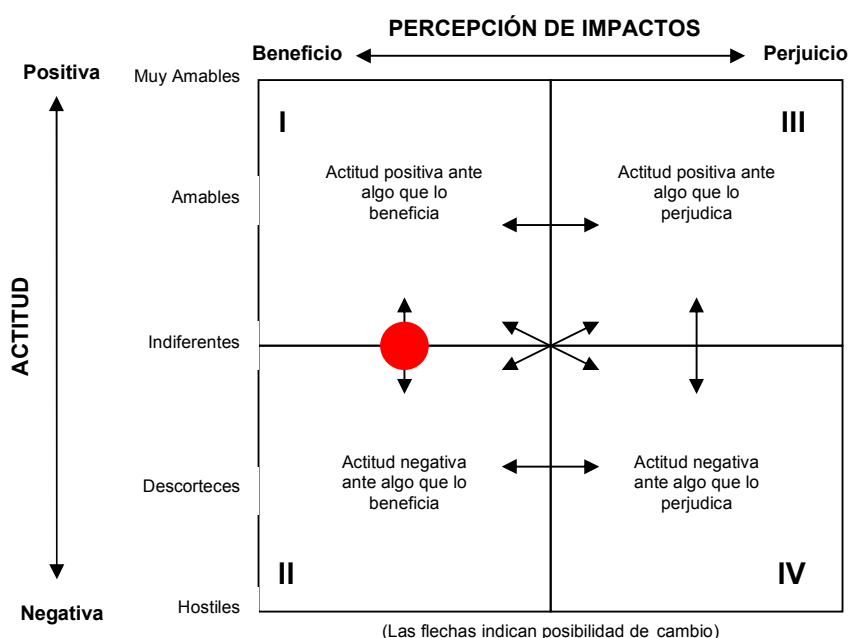 PERCEPCIÓN DE IMPACTOS
Beneficio
Perjuicio
Positiva
Muy Amables
I
III
Actitud positiva ante
algo que lo
beneficia
Actitud positiva ante
algo que lo
perjudica
Amables
ACTITUD
Indiferentes
Actitud negativa
ante algo que lo
beneficia
Actitud negativa
ante algo que lo
perjudica
Descorteces
II
IV
Negativa
Hostiles
(Las flechas indican posibilidad de cambio)